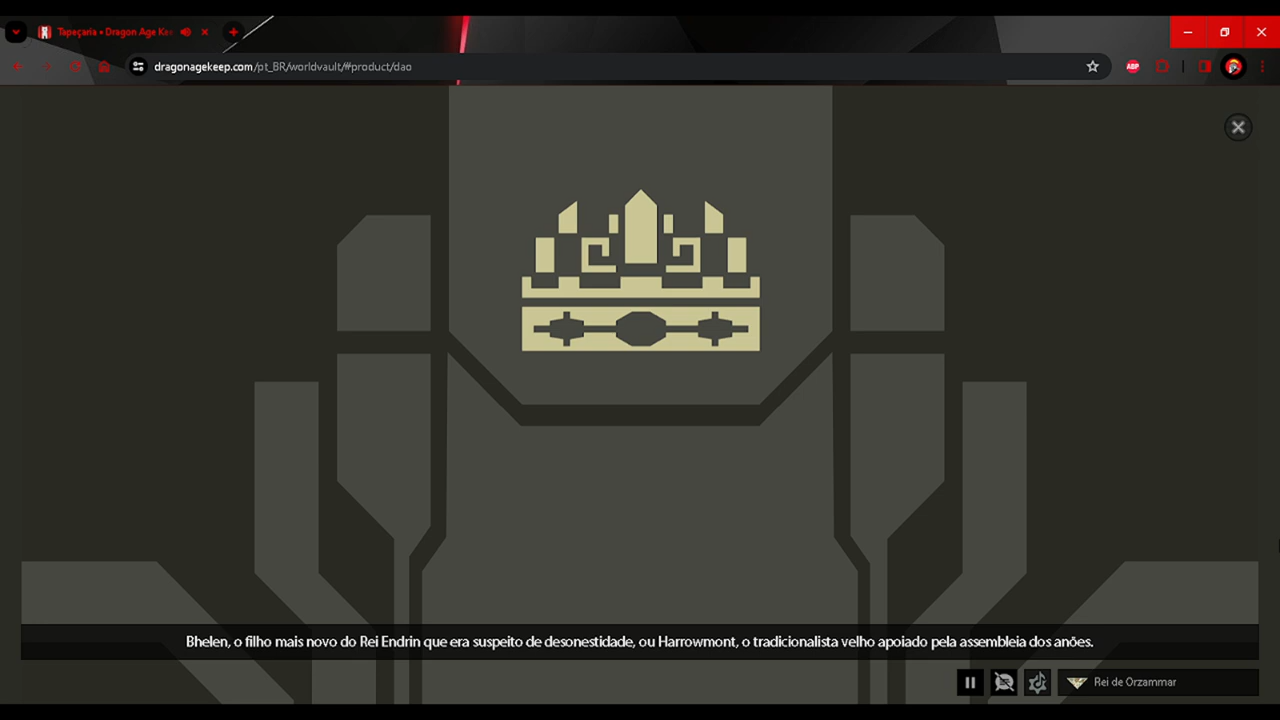 Tapeçaria • Dragon Age Kee
dragonagekeep.com/pt_BR/worldvault/#product/dao
ABP
Bhelen, o filho mais novo do Rei Endrin que era suspeito de desonestidade, ou Harrowmont, o tradicionalista velho apoiado pela assembleia dos anões.
Rei de Orzammar